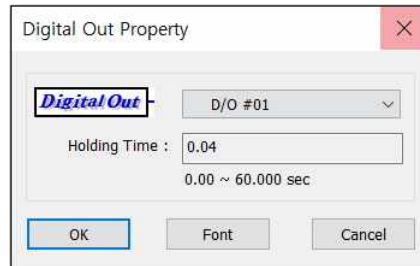 Digital Out Property
Digital Out
D/O #01
Holding Time :
0.04
0.00 ~ 60.000 sec
OK
Font
Cancel